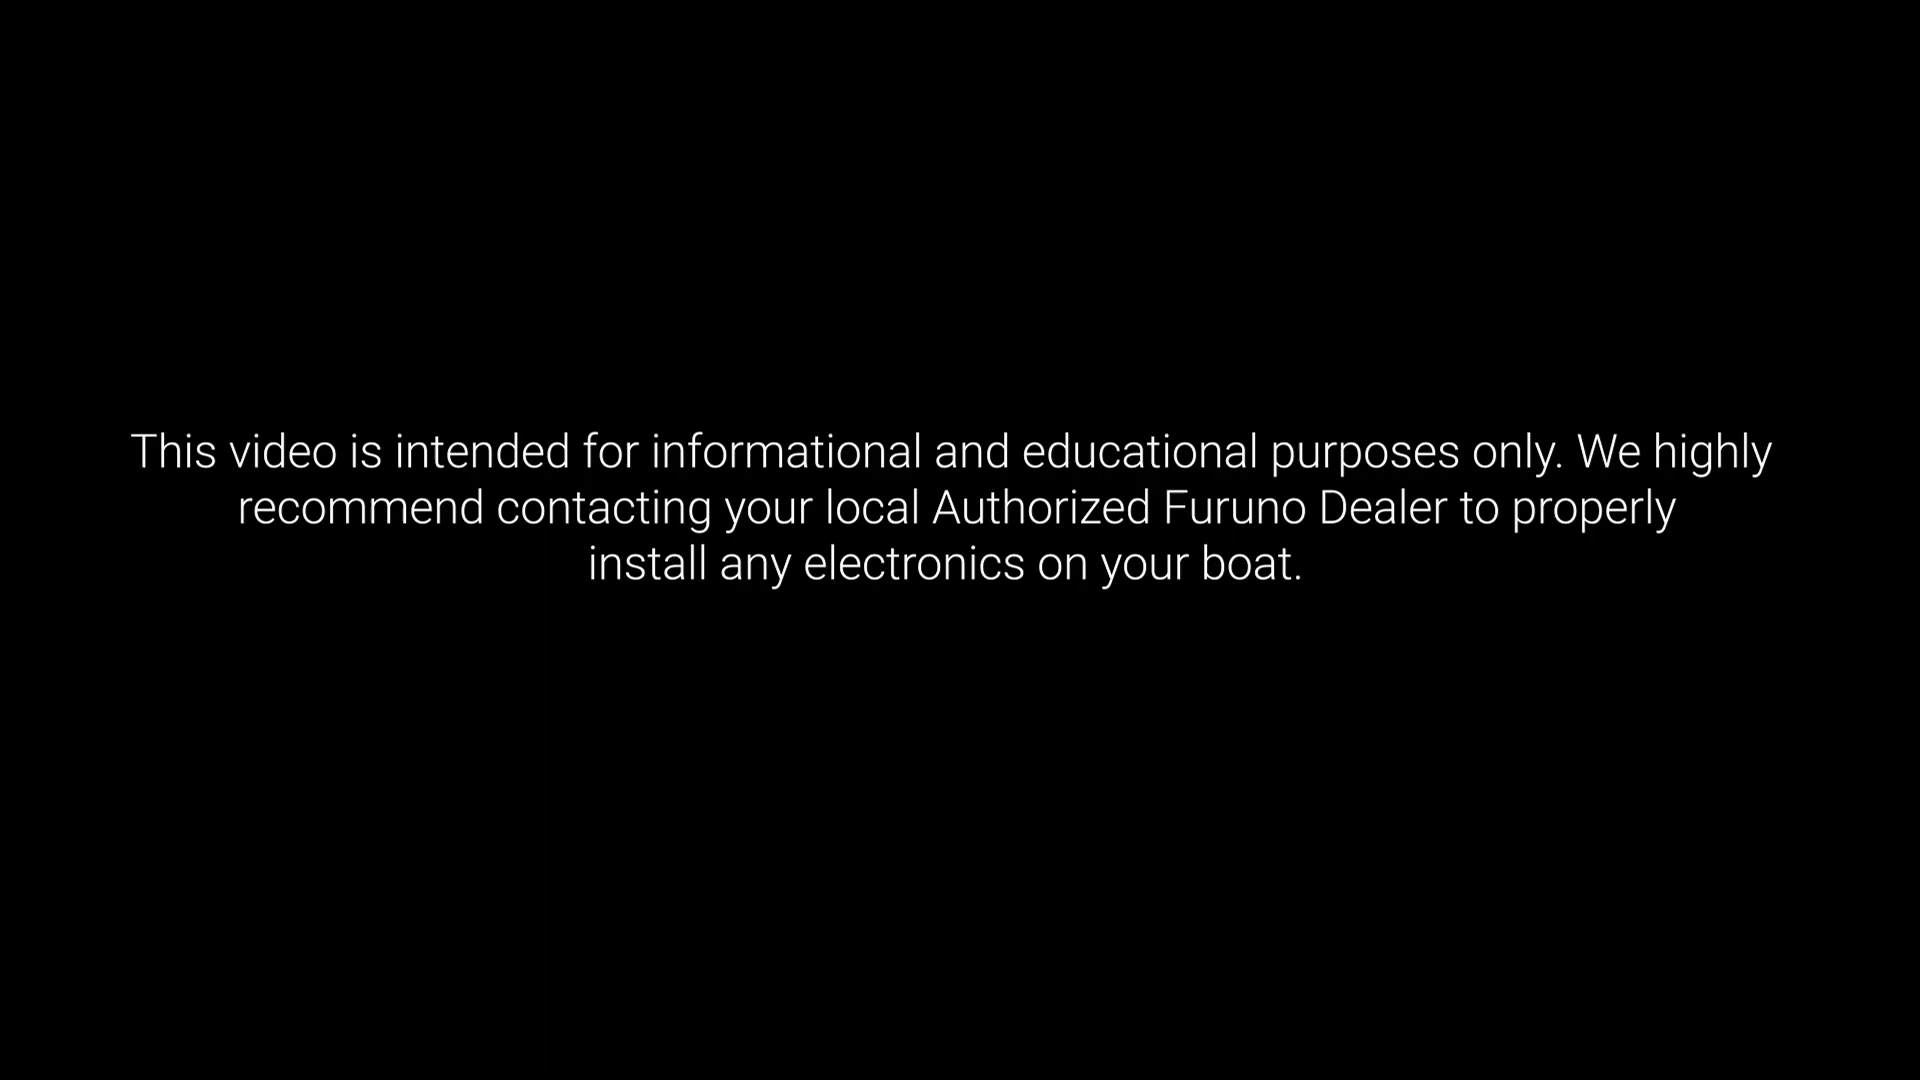 This video is intended for informational and educational purposes only. We highly
recommend contacting your local Authorized Furuno Dealer to properly
install any electronics on your boat.